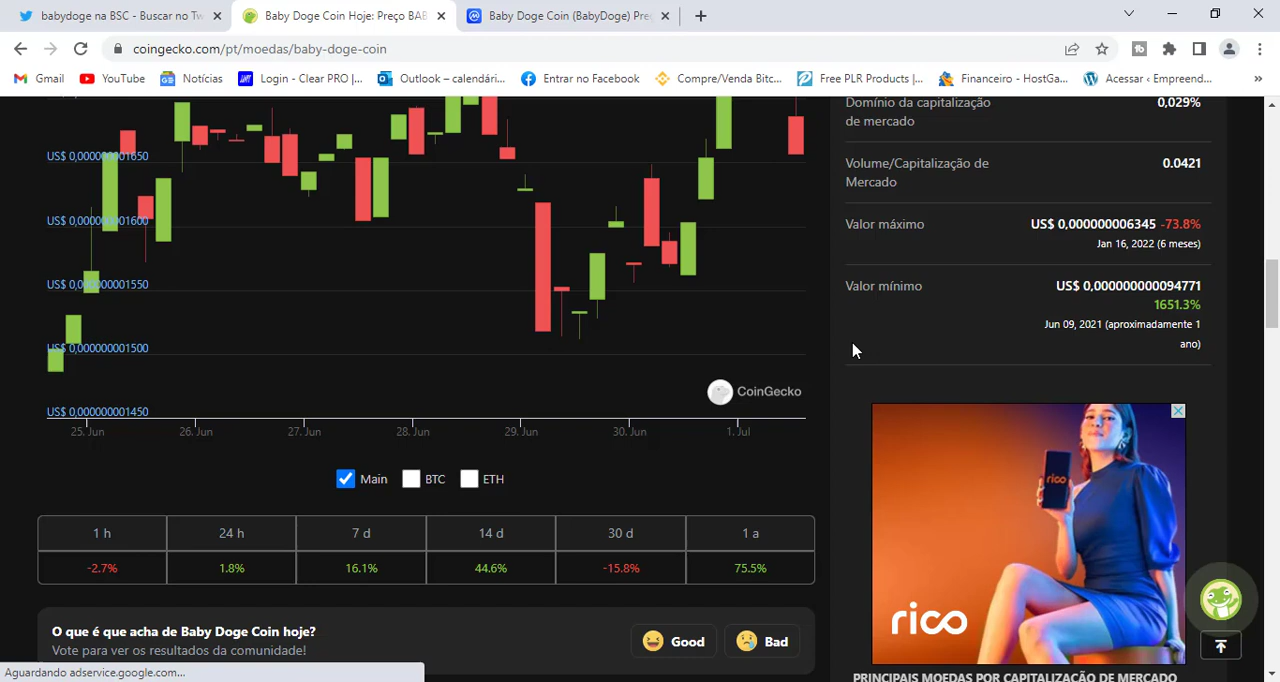 babydoge na BSC - Buscar no Tw
Baby Doge Coin Hoje: Preço BAB
Baby Doge Coin (BabyDoge) Pre
coingecko.com/pt/moedas/baby-doge-coin
Gmail
YouTube
Notícias
Login - Clear PRO |...
Outlook – calendári...
Entrar no Facebook
Compre/Venda Bitc...
Free PLR Products |...
Financeiro - HostGa...
Acessar ‹ Empreend...
»
US$ 0,000000001650
US$ 0,000000001600
US$ 0,000000001550
US$ 0,000000001500
US$ 0,000000001450
CoinGecko
25. Jun
26. Jun
27. Jun
28. Jun
29. Jun
30. Jun
1. Jul
Main
BTC
ETH
1 h 24 h 7 d 14 d 30 d 1 a
-2.7% 1.8% 16.1% 44.6% -15.8% 75.5%
O que é que acha de Baby Doge Coin hoje?
Vote para ver os resultados da comunidade!
Good
Bad
Aguardando adservice.google.com...
Domínio da capitalização
de mercado
0,029%
Volume/Capitalização de
Mercado
0.0421
Valor máximo
US$ 0,000000006345 -73.8%
Jan 16, 2022 (6 meses)
Valor mínimo
US$ 0,000000000094771
1651.3%
Jun 09, 2021 (aproximadamente 1
ano)
rico
rico
PRINCIPAIS MOEDAS POR CAPITALIZAÇÃO DE MERCADO